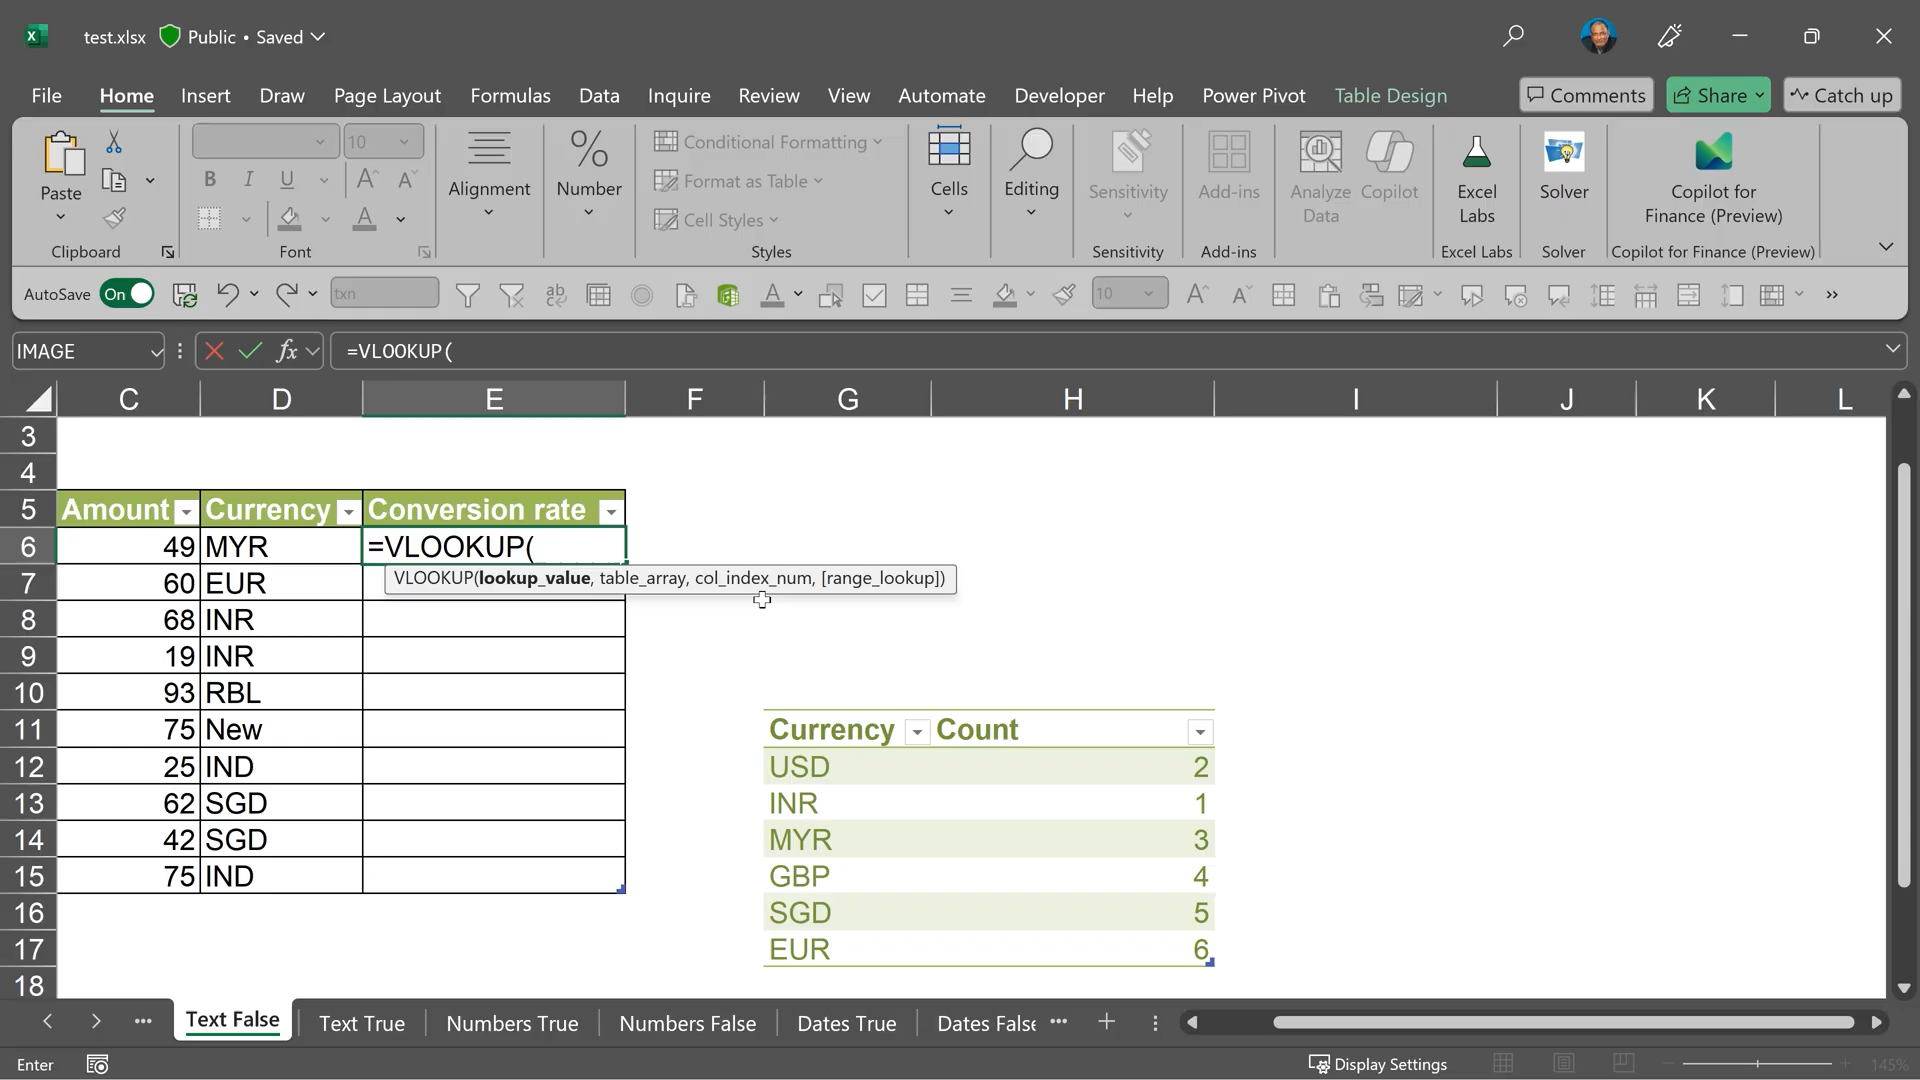 test.xlsx Public • Saved
File Home Insert Draw Page Layout Formulas Data Inquire Review View Automate Developer Help Power Pivot Table Design Comments Share Catch up
Paste
Clipboard
10
B I U A A
A
Font
Alignment
% Number
Conditional Formatting
Format as Table
Cell Styles
Styles
Cells
Editing
Sensitivity
Sensitivity
Add-ins
Add-ins
Analyze
Data
Copilot
Excel
Labs
Excel Labs
Solver
Solver
Copilot for
Finance (Preview)
Copilot for Finance (Preview)
AutoSave On txn 10
IMAGE fx =VLOOKUP(
C D E F G H I J K L
3
4
5 Amount Currency Conversion rate
6 49 MYR =VLOOKUP(
VLOOKUP(lookup_value, table_array, col_index_num, [range_lookup])
7 60 EUR
8 68 INR
9 19 INR
10 93 RBL
11 75 New Currency Count
12 25 IND USD 2
13 62 SGD INR 1
14 42 SGD MYR 3
15 75 IND GBP 4
16 SGD 5
17 EUR 6
18
Text False Text True Numbers True Numbers False Dates True Dates False
Enter Display Settings 145%